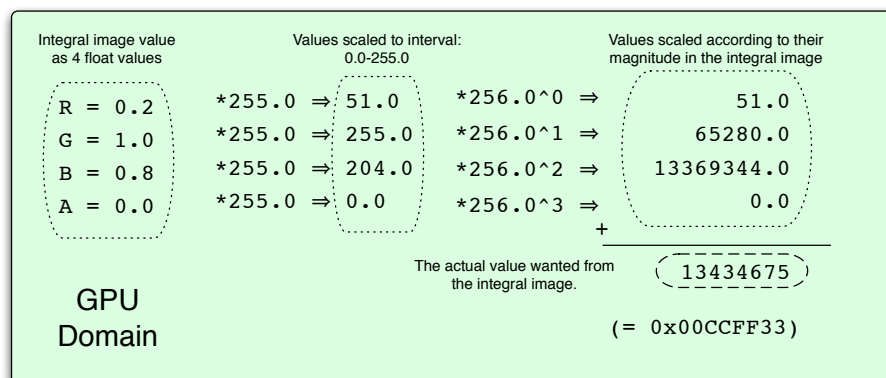 Integral image value
as 4 float values
Values scaled to interval:
0.0-255.0
Values scaled according to their
magnitude in the integral image
R = 0.2 *255.0 ⇒ 51.0 *256.0^0 ⇒ 51.0
G = 1.0 *255.0 ⇒ 255.0 *256.0^1 ⇒ 65280.0
B = 0.8 *255.0 ⇒ 204.0 *256.0^2 ⇒ 13369344.0
A = 0.0 *255.0 ⇒ 0.0 *256.0^3 ⇒ 0.0
+
The actual value wanted from
the integral image.
13434675
(= 0x00CCFF33)
GPU
Domain